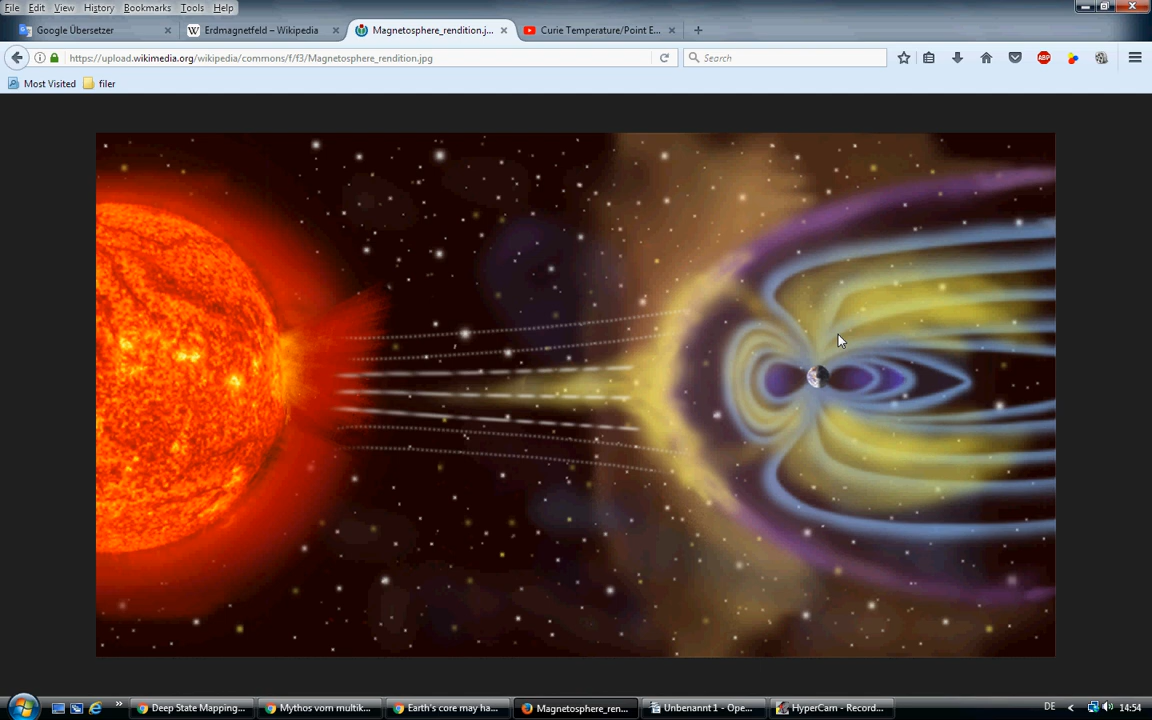 File Edit View History Bookmarks Tools Help
Google Übersetzer
Erdmagnetfeld – Wikipedia
Magnetosphere_rendition.j...
Curie Temperature/Point E...
https://upload.wikimedia.org/wikipedia/commons/f/f3/Magnetosphere_rendition.jpg
Search
ABP
Most Visited filer
Deep State Mapping...
Mythos vom multik...
Earth's core may ha...
Magnetosphere_ren...
Unbenannt 1 - Ope...
HyperCam - Record...
DE
14:54